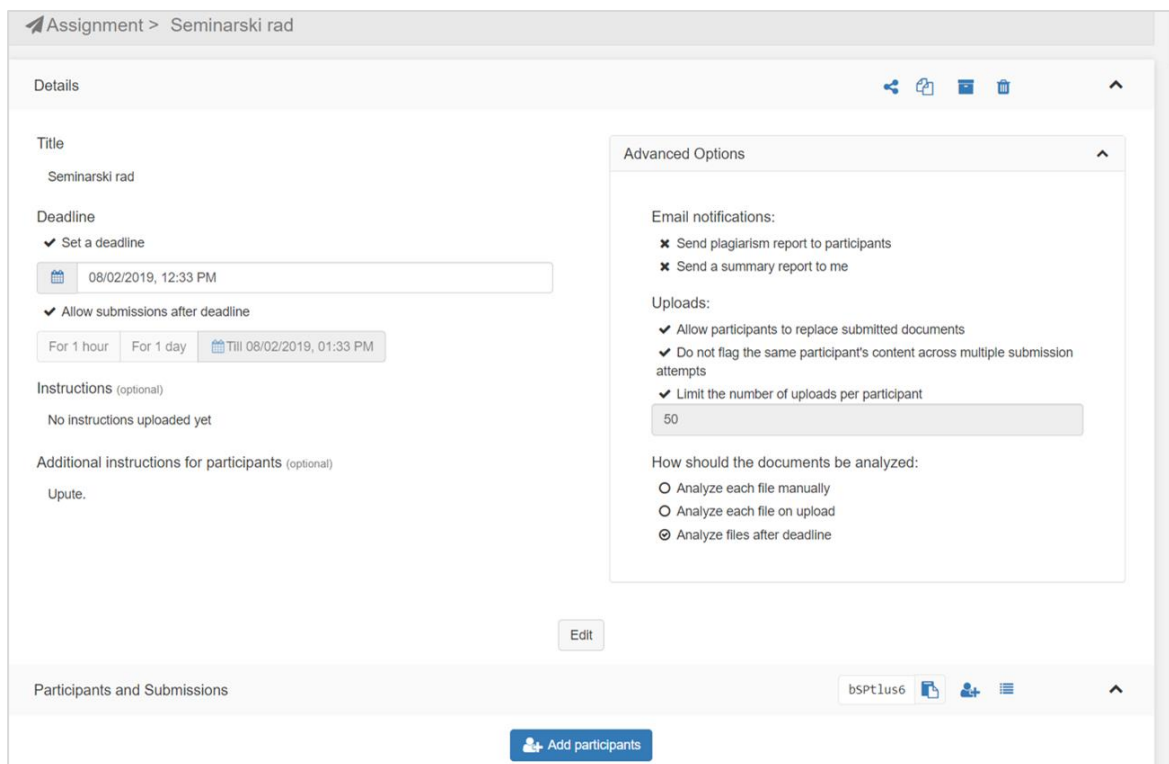 Assignment > Seminarski rad
Details
Title
Seminarski rad
Deadline
Set a deadline
08/02/2019, 12:33 PM
Allow submissions after deadline
For 1 hour For 1 day Till 08/02/2019, 01:33 PM
Instructions (optional)
No instructions uploaded yet
Additional instructions for participants (optional)
Upute.
Advanced Options
Email notifications:
Send plagiarism report to participants
Send a summary report to me
Uploads:
Allow participants to replace submitted documents
Do not flag the same participant's content across multiple submission
attempts
Limit the number of uploads per participant
50
How should the documents be analyzed:
Analyze each file manually
Analyze each file on upload
Analyze files after deadline
Edit
Participants and Submissions
bSPtlus6
Add participants